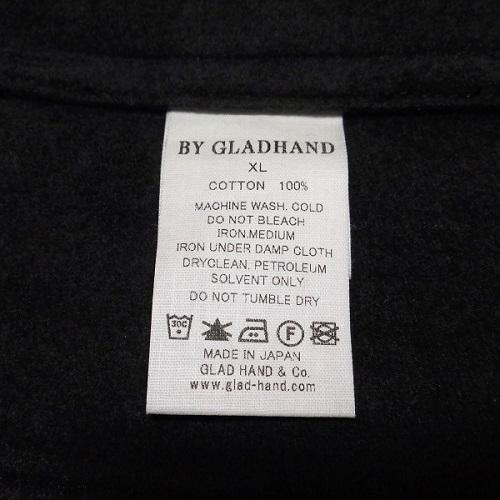 BY GLADHAND
XL
COTTON 100%
MACHINE WASH. COLD
DO NOT BLEACH
IRON.MEDIUM
IRON UNDER DAMP CLOTH
DRYCLEAN. PETROLEUM
SOLVENT ONLY
DO NOT TUMBLE DRY
30C F
MADE IN JAPAN
GLAD HAND & Co.
www.glad-hand.com